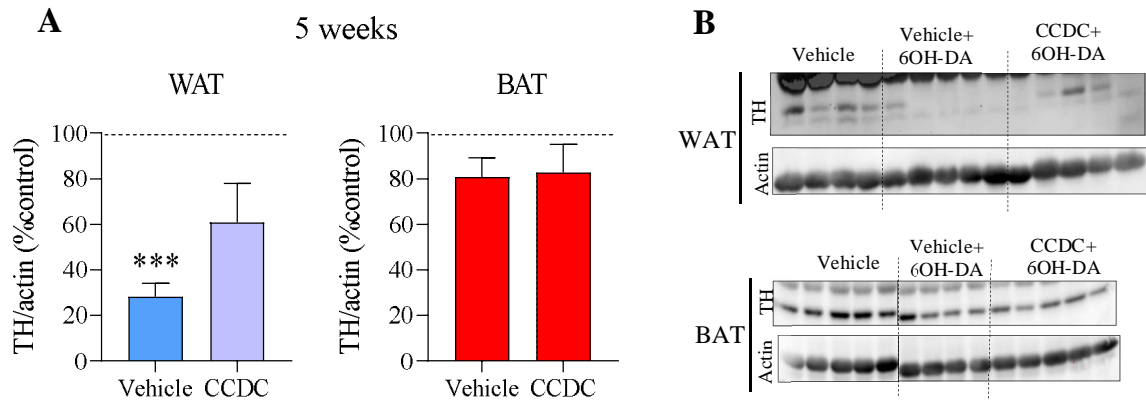 A
5 weeks
WAT
TH/actin (%control)
100
80
60
40
20
0
***
Vehicle CCDC
BAT
TH/actin (%control)
100
80
60
40
20
0
Vehicle CCDC
B
Vehicle
Vehicle+
6OH-DA
CCDC+
6OH-DA
WAT
TH
Actin
Vehicle
Vehicle+
6OH-DA
CCDC+
6OH-DA
BAT
TH
Actin